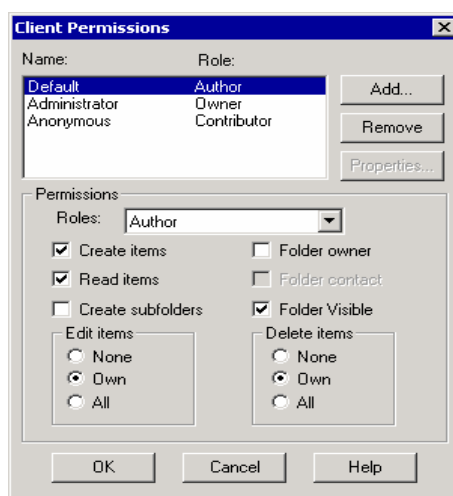 Client Permissions
Name: Role:
Default Author
Administrator Owner
Anonymous Contributor
Add...
Remove
Properties...
Permissions
Roles: Author
Create items Folder owner
Read items Folder contact
Create subfolders Folder Visible
Edit items Delete items
None None
Own Own
All All
OK Cancel Help